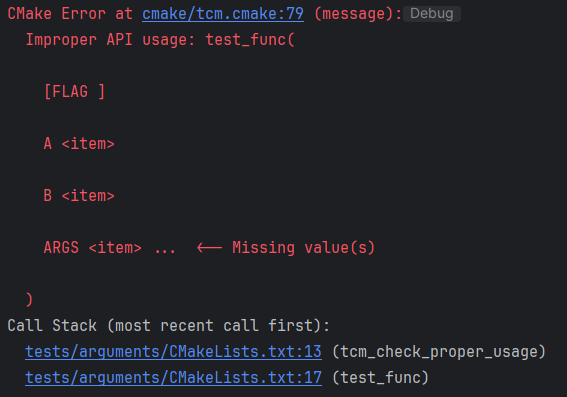 CMake Error at cmake/tcm.cmake:79 (message): Debug
Improper API usage: test_func(
[FLAG ]
A <item>
B <item>
ARGS <item> ... <-- Missing value(s)
)
Call Stack (most recent call first):
tests/arguments/CMakeLists.txt:13 (tcm_check_proper_usage)
tests/arguments/CMakeLists.txt:17 (test_func)